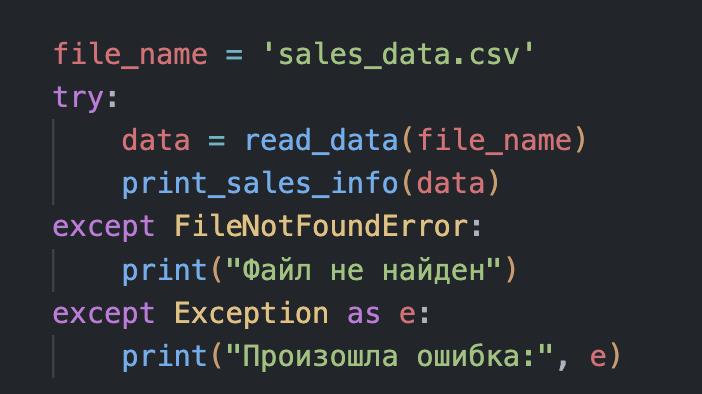 file_name = 'sales_data.csv'
try:
    data = read_data(file_name)
    print_sales_info(data)
except FileNotFoundError:
    print("Файл не найден")
except Exception as e:
    print("Произошла ошибка:", e)